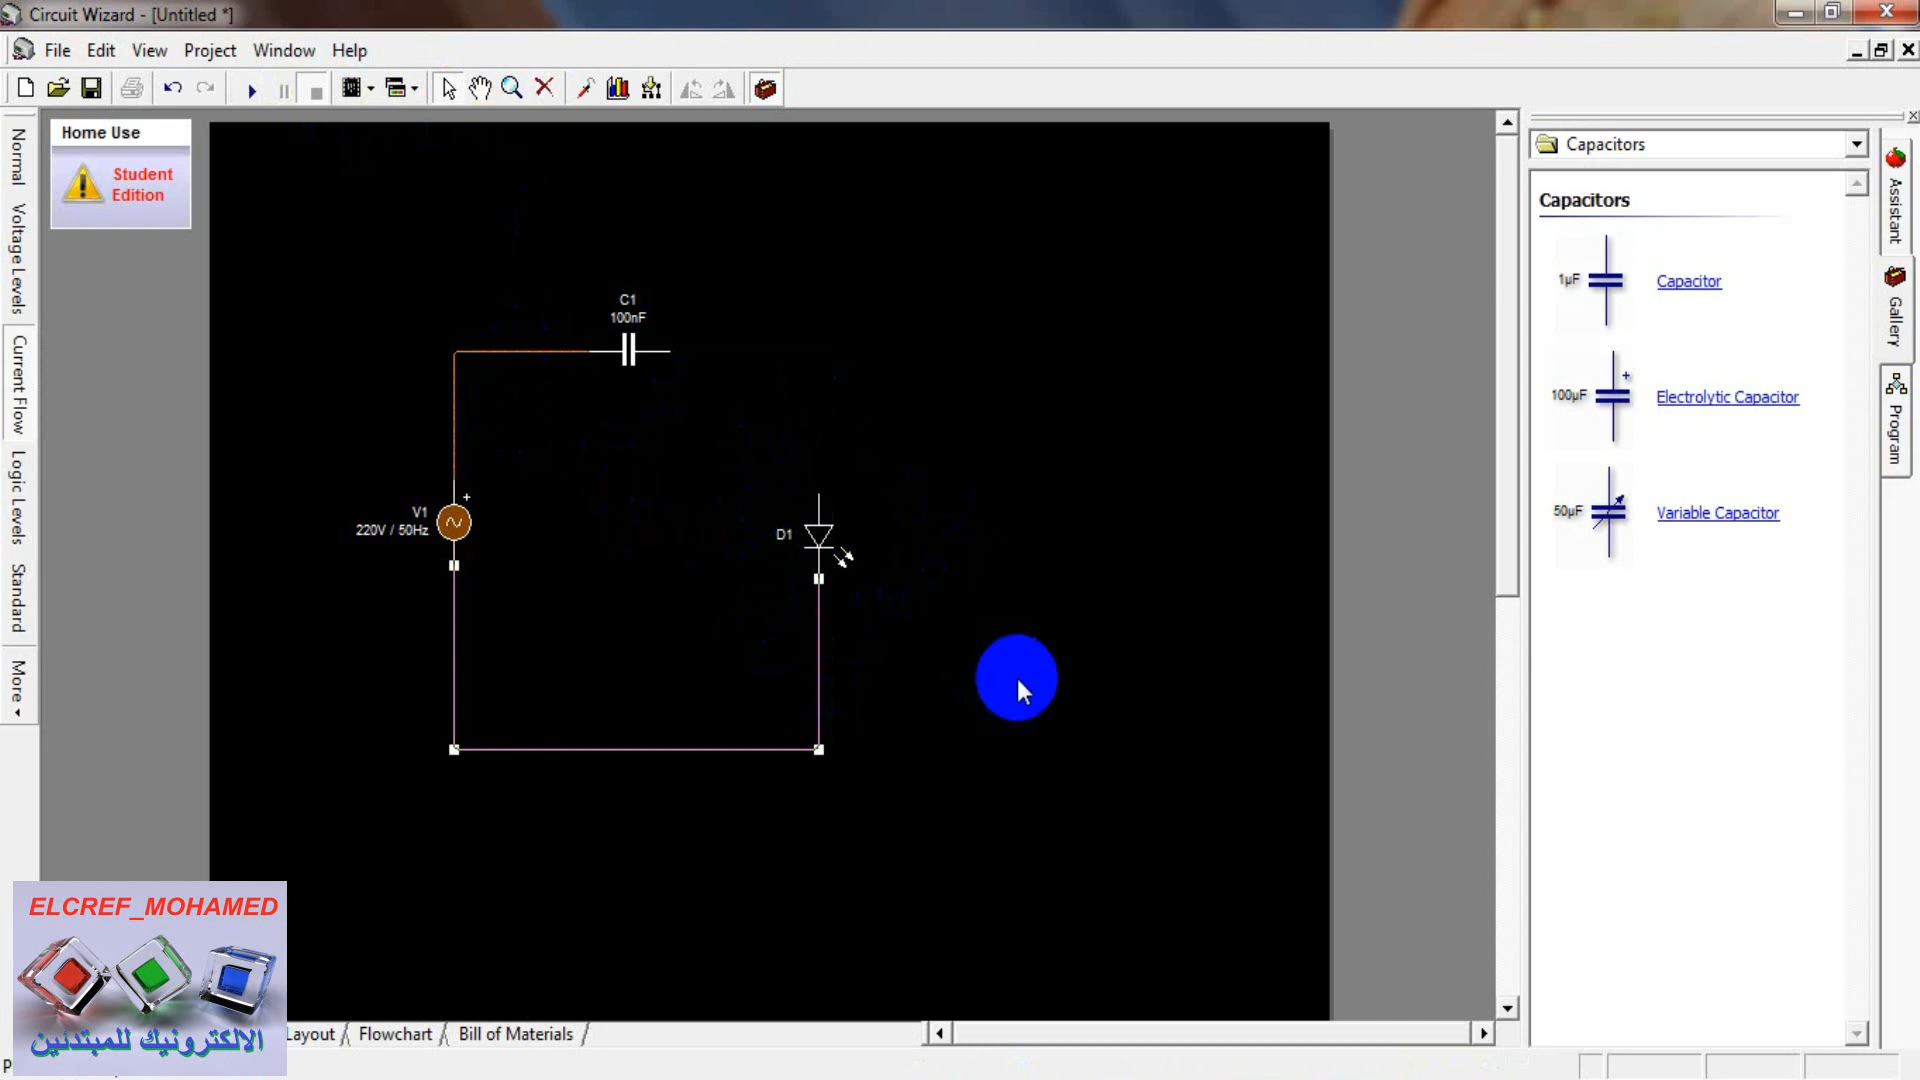 Circuit Wizard - [Untitled *]
File Edit View Project Window Help
Home Use
Student
Edition
Normal
Voltage Levels
Current Flow
Logic Levels
Standard
More
C1
100nF
V1
220V / 50Hz
+
D1
Capacitors
Capacitors
1µF Capacitor
100µF + Electrolytic Capacitor
50µF Variable Capacitor
Assistant
Gallery
Program
ELCREF_MOHAMED
الالكترونيك للمبتدئين
Layout Flowchart Bill of Materials